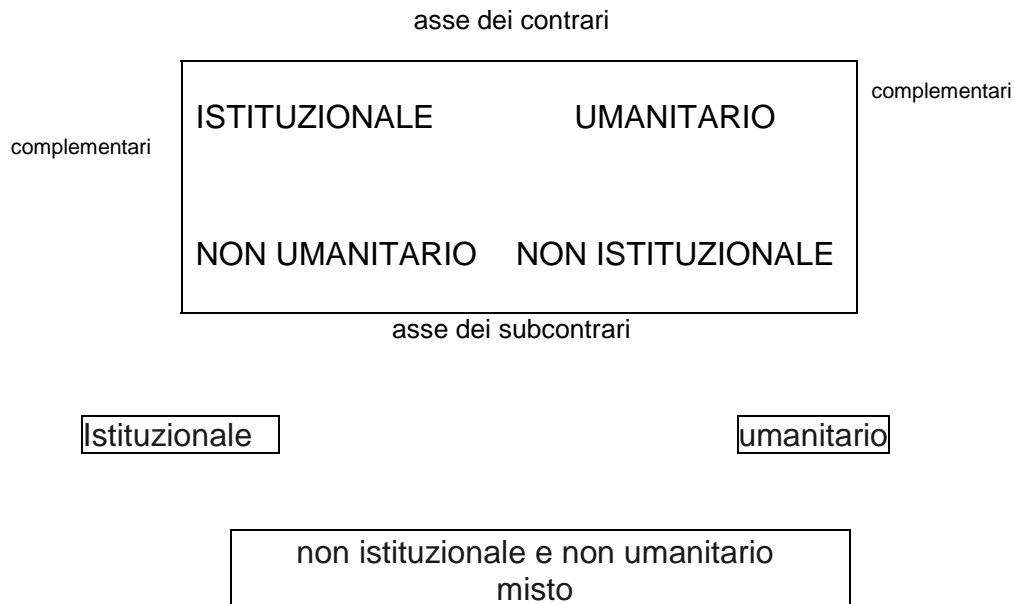 asse dei contrari
complementari
ISTITUZIONALE UMANITARIO
complementari
NON UMANITARIO NON ISTITUZIONALE
asse dei subcontrari
Istituzionale umanitario
non istituzionale e non umanitario
misto